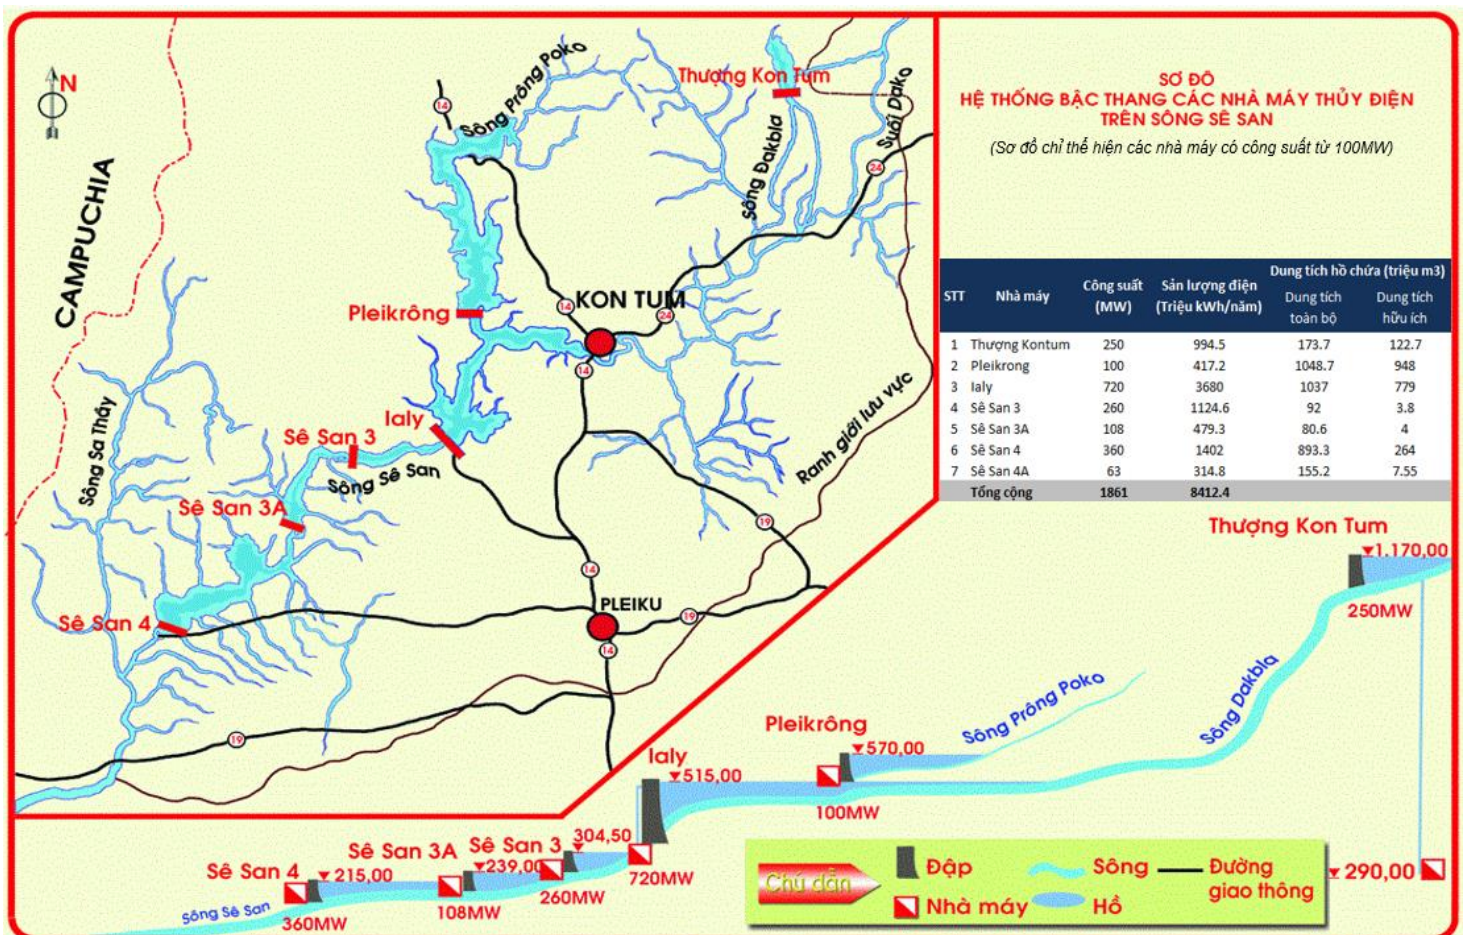 SƠ ĐỒ
HỆ THỐNG BẬC THANG CÁC NHÀ MÁY THỦY ĐIỆN
TRÊN SÔNG SÊ SAN
(Sơ đồ chỉ thể hiện các nhà máy có công suất từ 100MW)
N
CAMPUCHIA
14
Sông Prông Poko
Thượng Kon Tum
Suối Dako
Sông Đakbla
24
Pleikrông
14
KON TUM
24
14
Ialy
Sê San 3
Sông Sê San
Sông Sa Thầy
Sê San 3A
Ranh giới lưu vực
19
14
PLEIKU
19
Sê San 4
14
19
STT Nhà máy Công suất (MW) Sản lượng điện (Triệu kWh/năm) Dung tích hồ chứa (triệu m3)
Dung tích toàn bộ Dung tích hữu ích
1 Thượng Kontum 250 994.5 173.7 122.7
2 Pleikrong 100 417.2 1048.7 948
3 Ialy 720 3680 1037 779
4 Sê San 3 260 1124.6 92 3.8
5 Sê San 3A 108 479.3 80.6 4
6 Sê San 4 360 1402 893.3 264
7 Sê San 4A 63 314.8 155.2 7.55
Tổng cộng 1861 8412.4
Thượng Kon Tum
1.170,00
250MW
Sông Dakbla
Sông Prông Poko
Pleikrông
570,00
100MW
Ialy
515,00
720MW
Sê San 3
304,50
260MW
Sê San 3A
239,00
108MW
Sê San 4
215,00
360MW
Sông Sê San
290,00
Chú dẫn
Đập
Sông
Đường giao thông
Nhà máy
Hồ